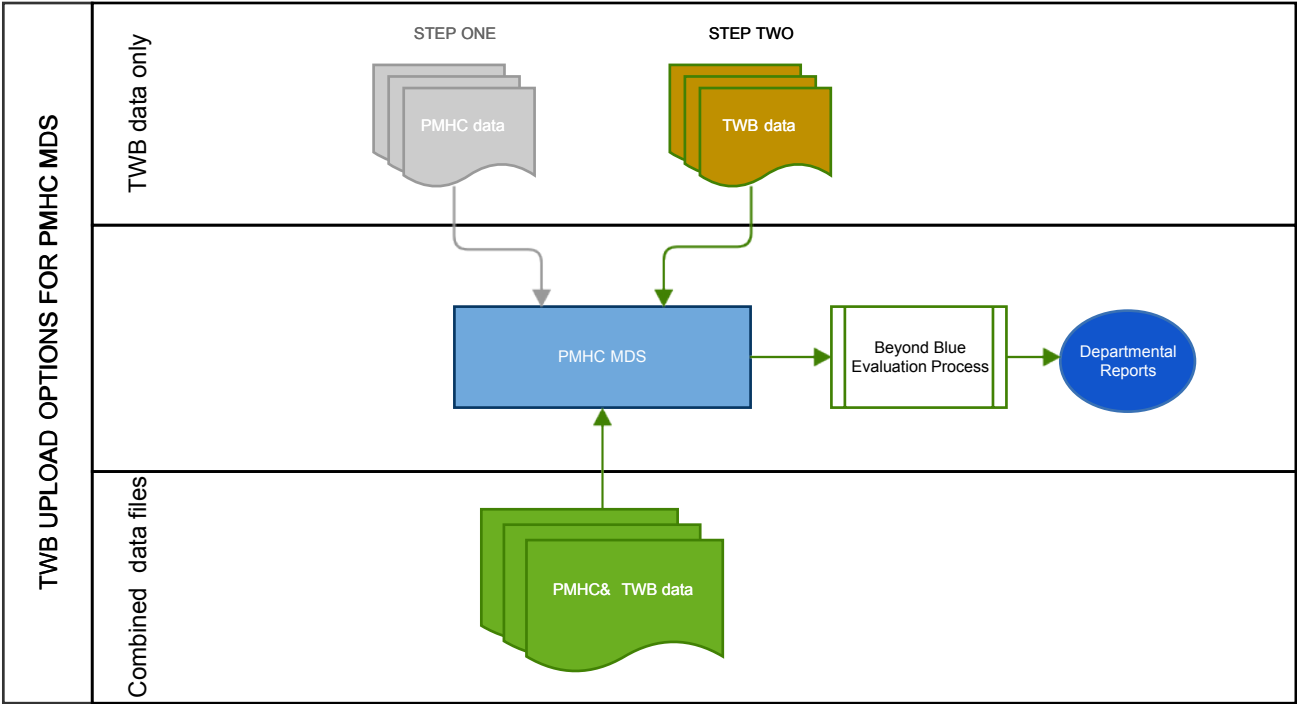 TWB UPLOAD OPTIONS FOR PMHC MDS
TWB data only
STEP ONE
STEP TWO
PMHC data
TWB data
PMHC MDS
Beyond Blue
Evaluation Process
Departmental
Reports
Combined data files
PMHC& TWB data